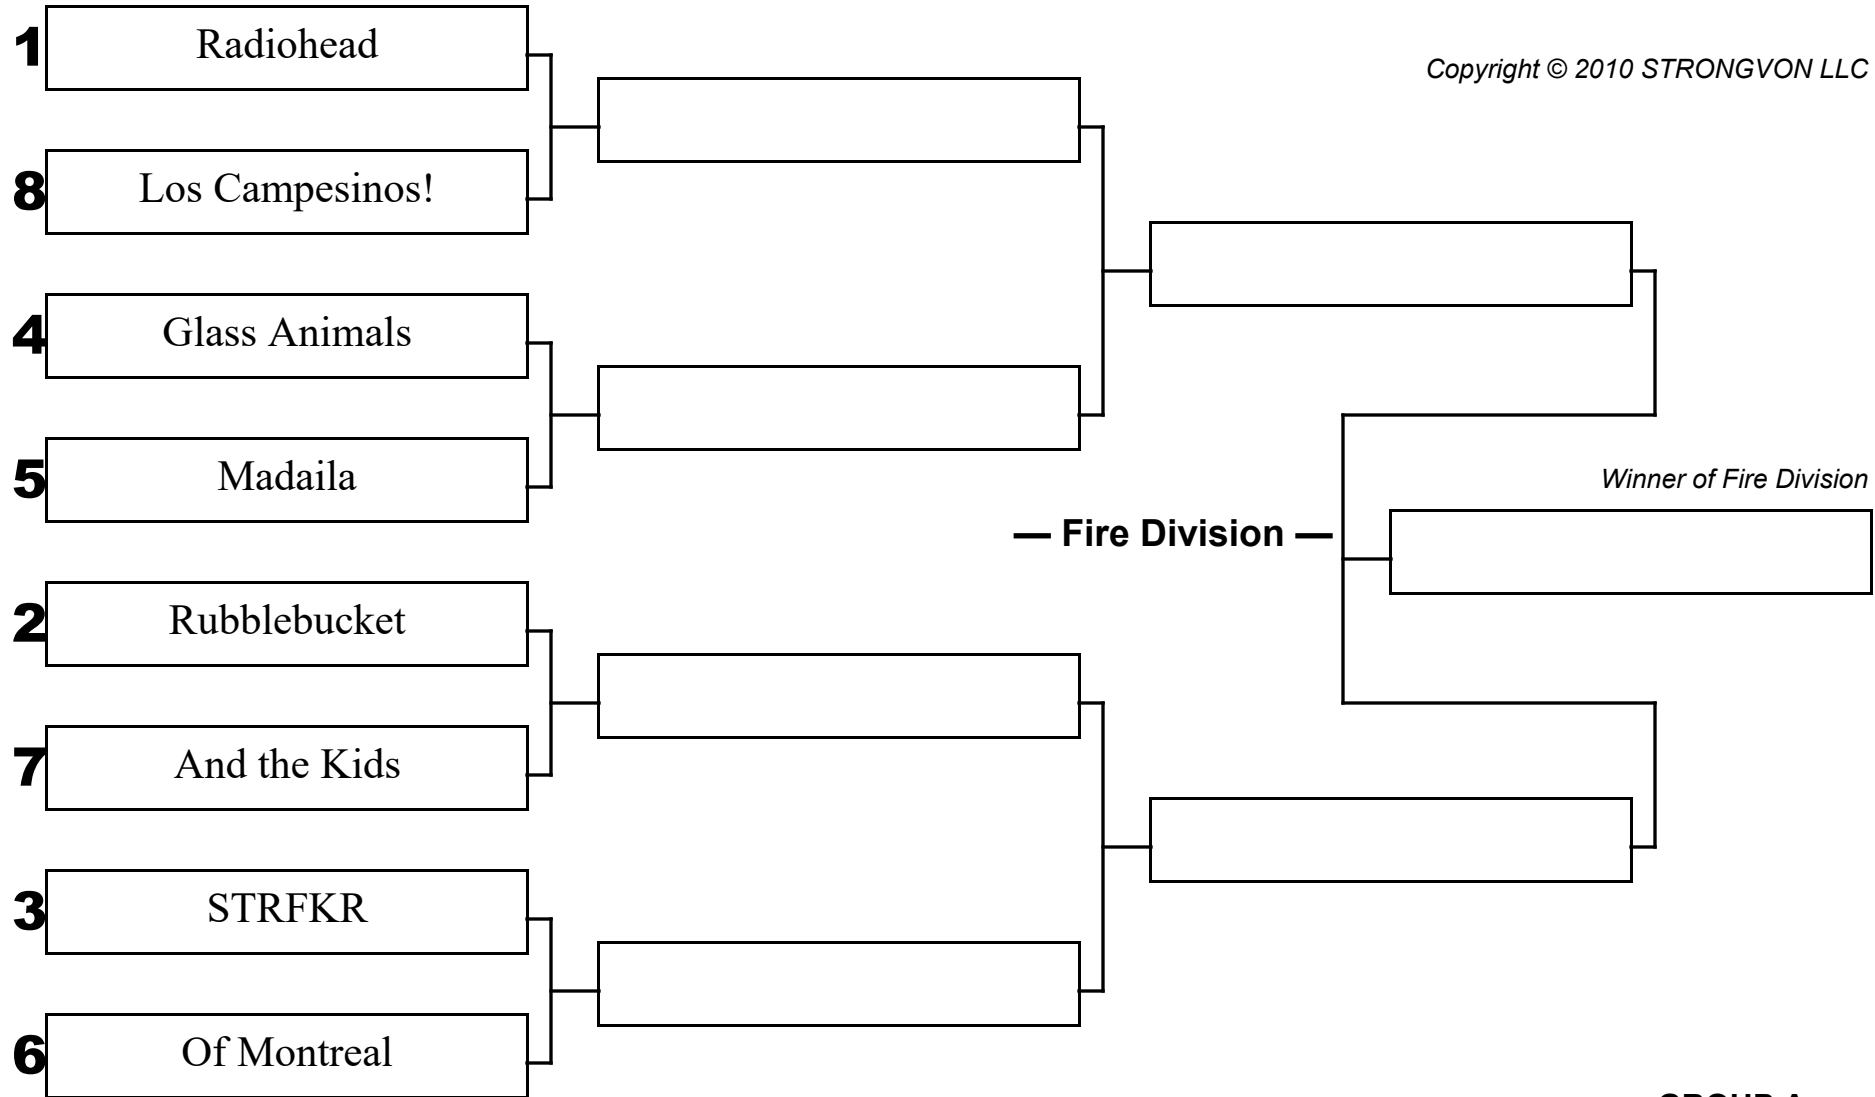 1 Radiohead
Copyright © 2010 STRONGVON LLC
8 Los Campesinos!
4 Glass Animals
5 Madaila
Winner of Fire Division
— Fire Division —
2 Rubblebucket
7 And the Kids
3 STRFKR
6 Of Montreal
GROUP A